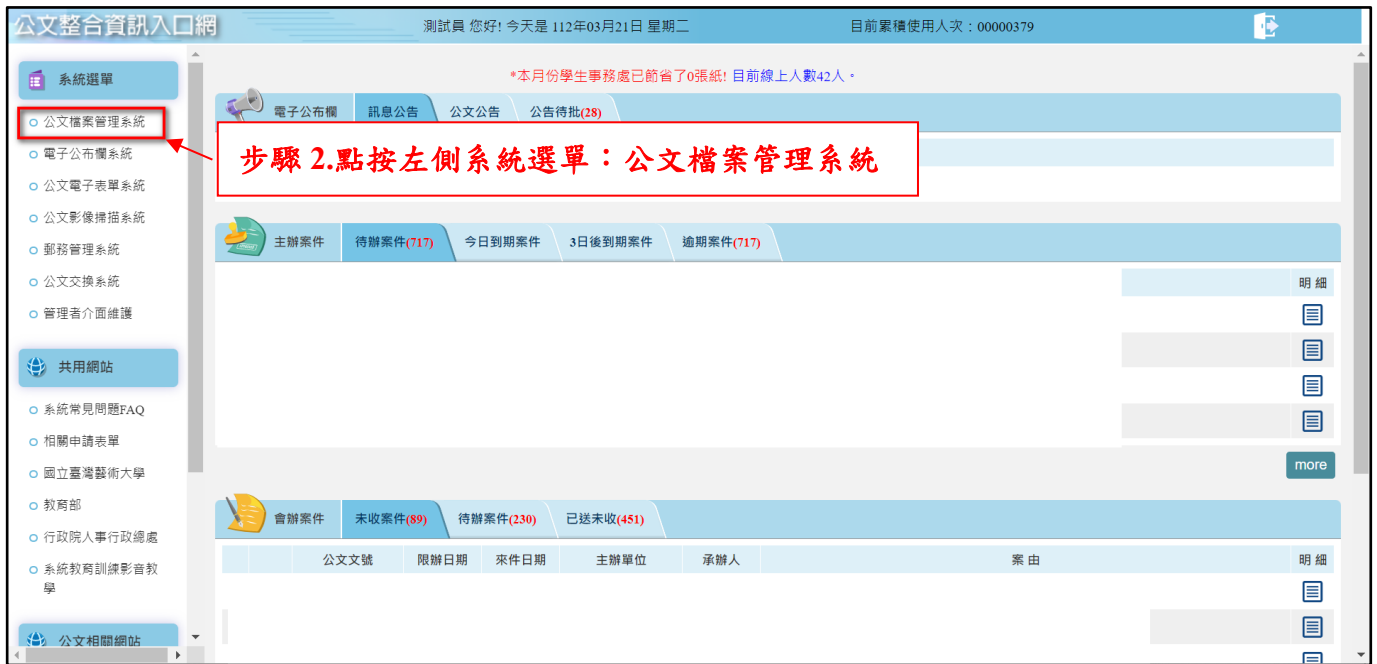 公文整合資訊入口網
測試員 您好! 今天是 112年03月21日 星期二
目前累積使用人次：00000379
系統選單
公文檔案管理系統
電子公布欄系統
公文電子表單系統
公文影像掃描系統
郵務管理系統
公文交換系統
管理者介面維護
共用網站
系統常見問題FAQ
相關申請表單
國立臺灣藝術大學
教育部
行政院人事行政總處
系統教育訓練影音教
學
公文相關網站
*本月份學生事務處已節省了0張紙! 目前線上人數42人。
電子公布欄 訊息公告 公文公告 公告待批(28)
步驟 2.點按左側系統選單：公文檔案管理系統
主辦案件 待辦案件(717) 今日到期案件 3日後到期案件 逾期案件(717)
明細
more
會辦案件 未收案件(89) 待辦案件(230) 已送未收(451)
公文文號 限辦日期 來件日期 主辦單位 承辦人 案由 明細